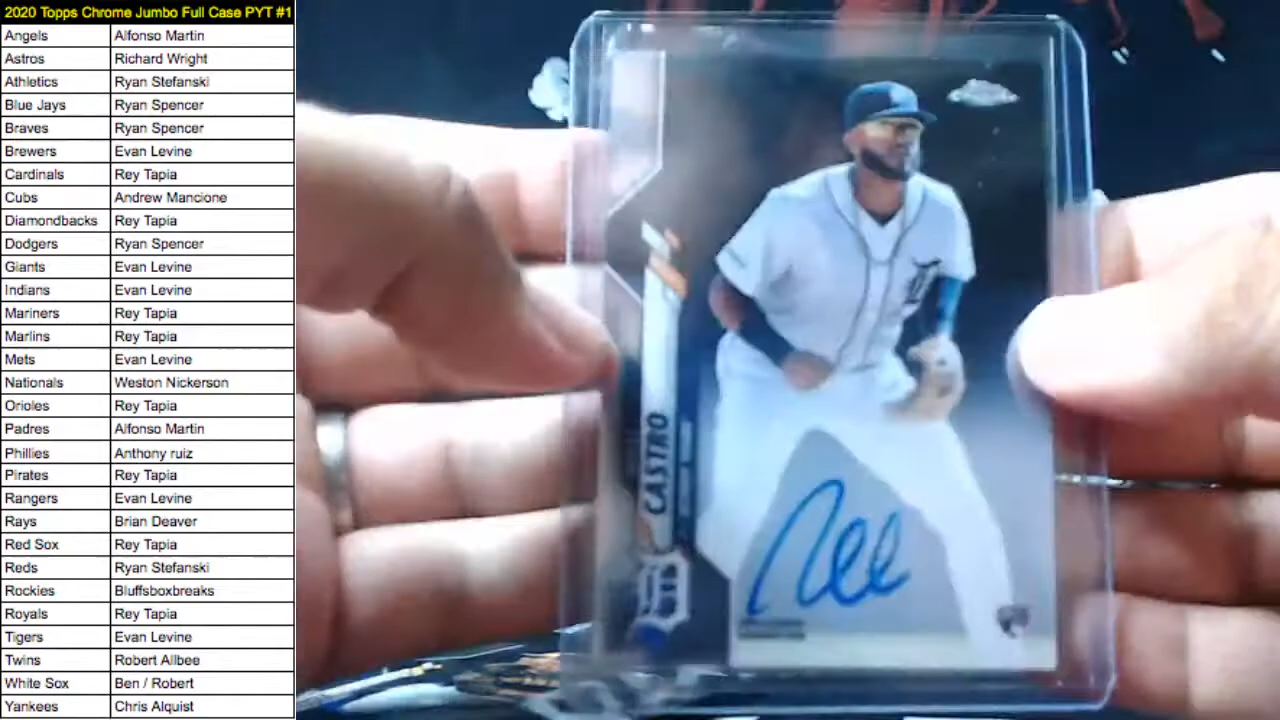 2020 Topps Chrome Jumbo Full Case PYT #1
Angels Alfonso Martin
Astros Richard Wright
Athletics Ryan Stefanski
Blue Jays Ryan Spencer
Braves Ryan Spencer
Brewers Evan Levine
Cardinals Rey Tapia
Cubs Andrew Mancione
Diamondbacks Rey Tapia
Dodgers Ryan Spencer
Giants Evan Levine
Indians Evan Levine
Mariners Rey Tapia
Marlins Rey Tapia
Mets Evan Levine
Nationals Weston Nickerson
Orioles Rey Tapia
Padres Alfonso Martin
Phillies Anthony ruiz
Pirates Rey Tapia
Rangers Evan Levine
Rays Brian Deaver
Red Sox Rey Tapia
Reds Ryan Stefanski
Rockies Bluffsboxbreaks
Royals Rey Tapia
Tigers Evan Levine
Twins Robert Allbee
White Sox Ben / Robert
Yankees Chris Alquist
CASTRO
D
D